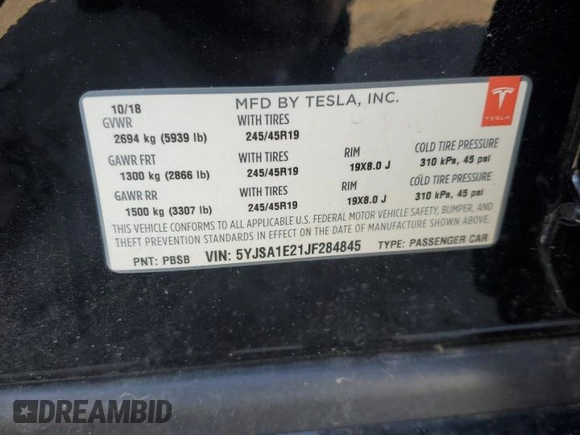 10/18 MFD BY TESLA, INC.
TESLA
GVWR WITH TIRES
2694 kg (5939 lb) 245/45R19
GAWR FRT WITH TIRES RIM COLD TIRE PRESSURE
1300 kg (2866 lb) 245/45R19 19X8.0 J 310 kPa, 45 psi
GAWR RR WITH TIRES RIM COLD TIRE PRESSURE
1500 kg (3307 lb) 245/45R19 19X8.0 J 310 kPa, 45 psi
THIS VEHICLE CONFORMS TO ALL APPLICABLE U.S. FEDERAL MOTOR VEHICLE SAFETY, BUMPER, AND
THEFT PREVENTION STANDARDS IN EFFECT ON THE DATE OF MANUFACTURE SHOWN ABOVE.
PNT: PBSB VIN: 5YJSA1E21JF284845 TYPE: PASSENGER CAR
DREAMBID